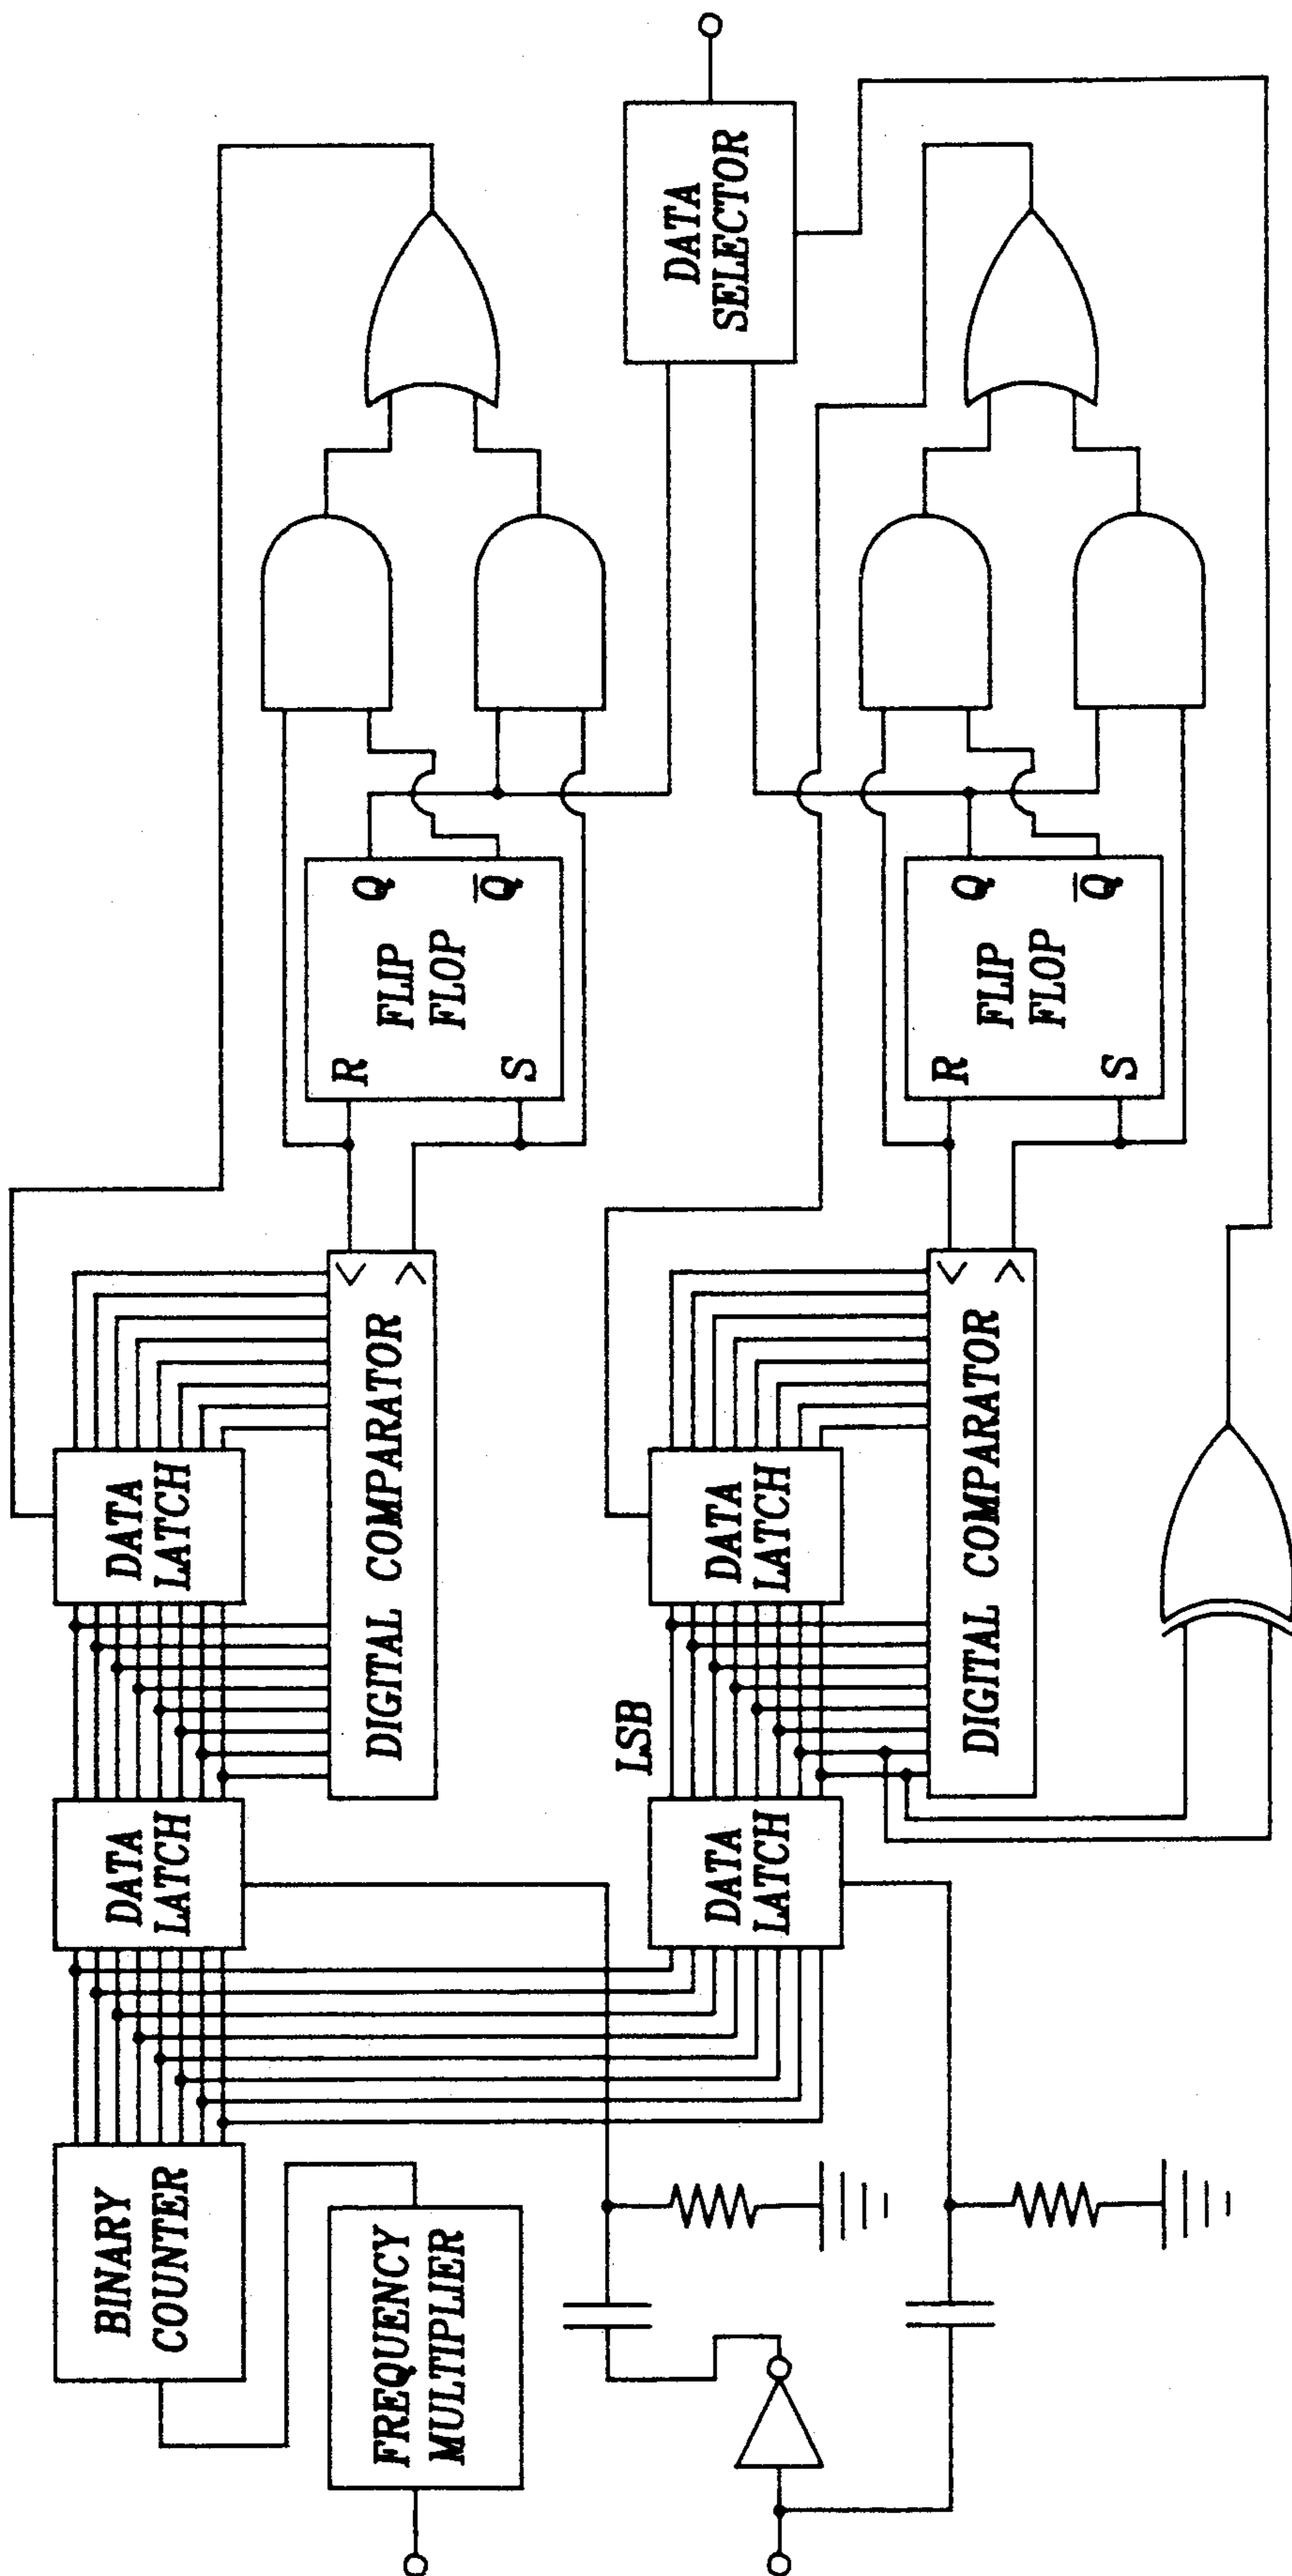 BINARY
COUNTER
FREQUENCY
MULTIPLIER
DATA
LATCH
DATA
LATCH
DIGITAL COMPARATOR
<
>
R
S
FLIP
FLOP
Q
Q̅
DATA
SELECTOR
LSB
DATA
LATCH
DATA
LATCH
DIGITAL COMPARATOR
<
>
R
S
FLIP
FLOP
Q
Q̅